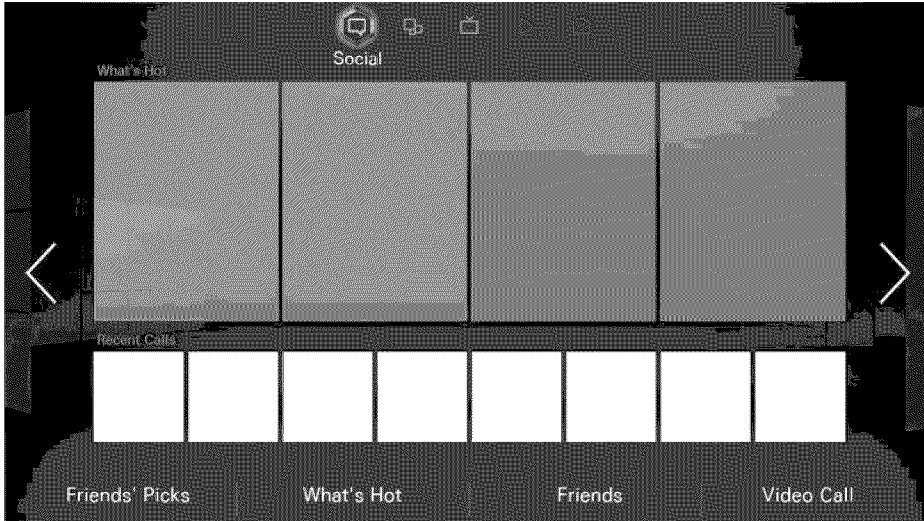 Social
What's Hot
Recent Calls
Friends' Picks
What's Hot
Friends
Video Call